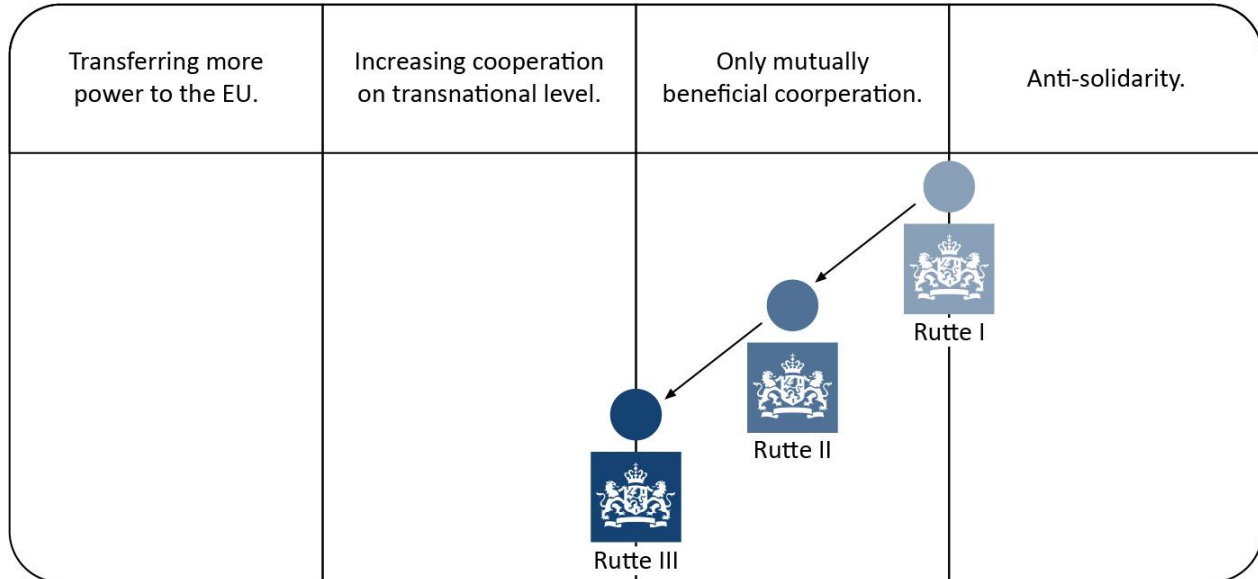 Transferring more
power to the EU.
Increasing cooperation
on transnational level.
Only mutually
beneficial coorperation.
Anti-solidarity.
Rutte I
Rutte II
Rutte III